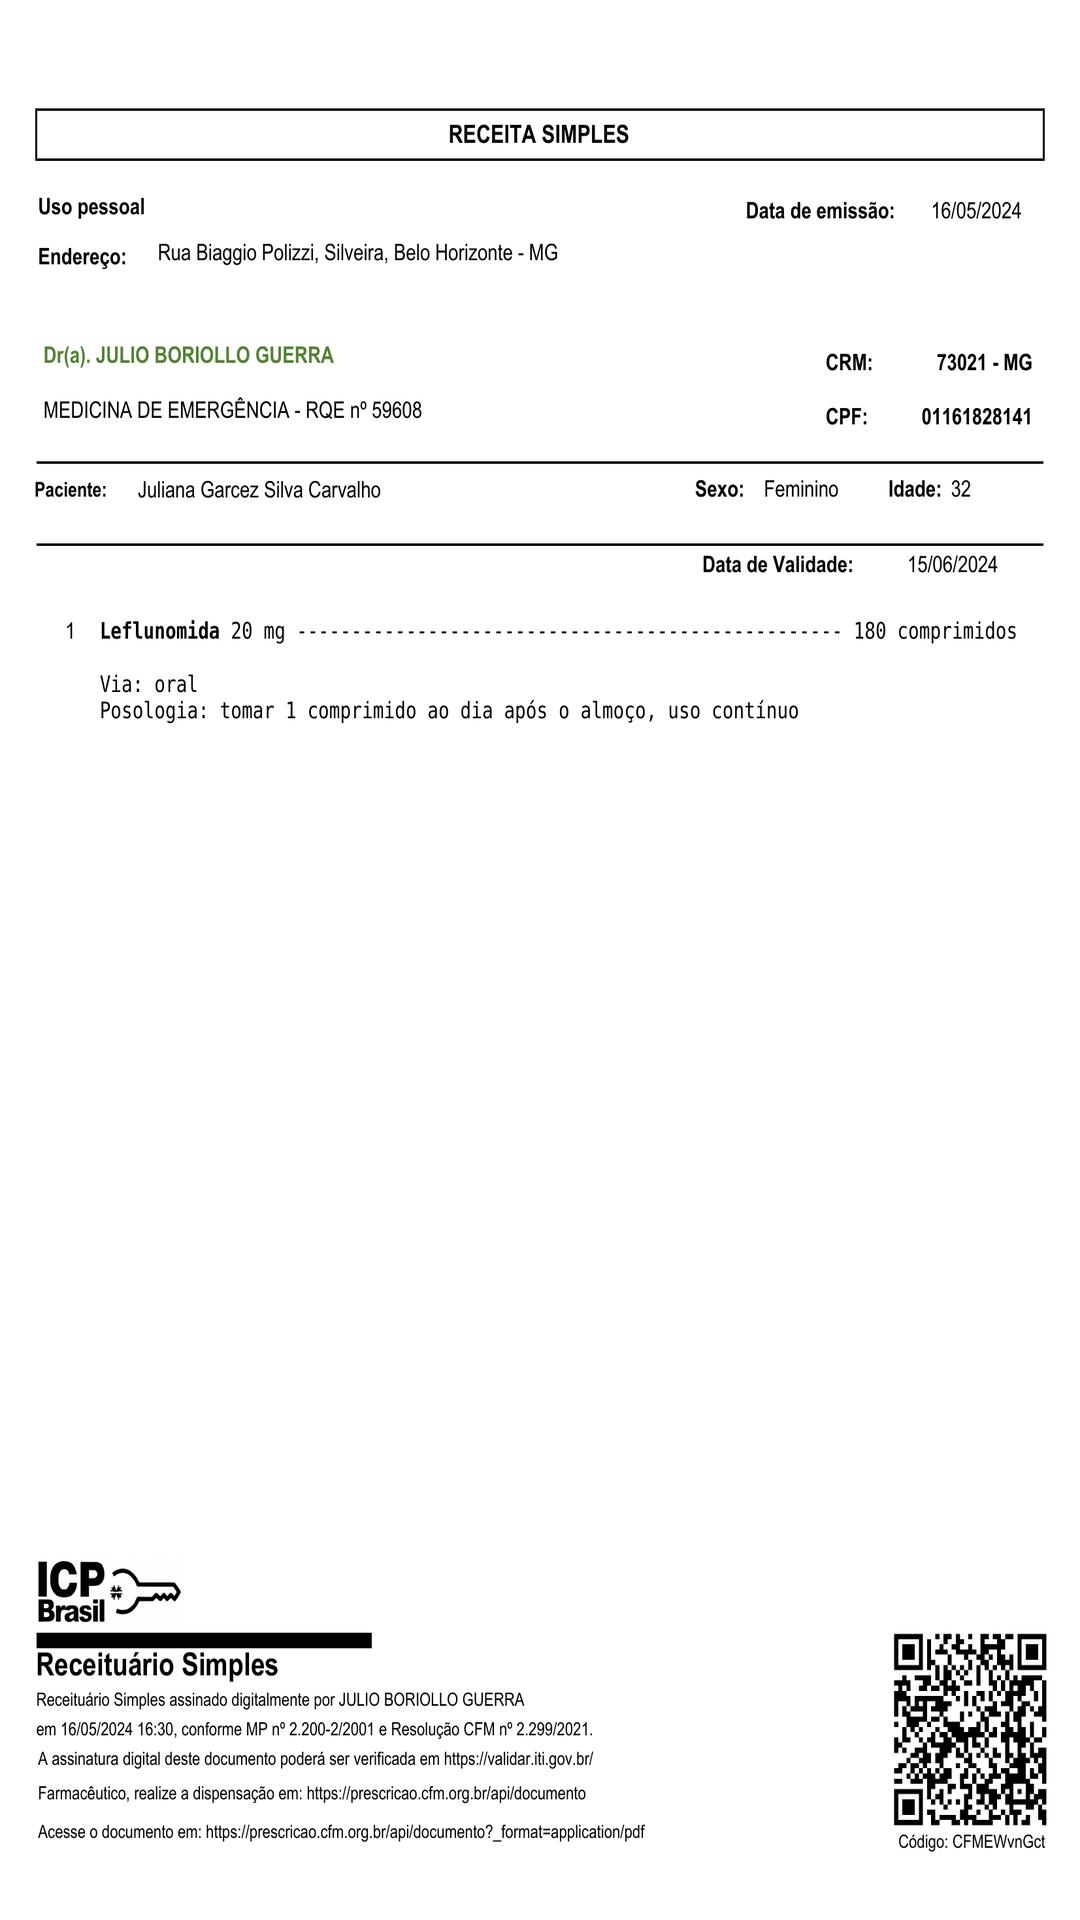 RECEITA SIMPLES
Uso pessoal
Data de emissão: 16/05/2024
Endereço: Rua Biaggio Polizzi, Silveira, Belo Horizonte - MG
Dr(a). JULIO BORIOLLO GUERRA
CRM: 73021 - MG
MEDICINA DE EMERGÊNCIA - RQE nº 59608
CPF: 01161828141
Paciente: Juliana Garcez Silva Carvalho Sexo: Feminino Idade: 32
Data de Validade: 15/06/2024
1 Leflunomida 20 mg -------------------------------------------------- 180 comprimidos
Via: oral
Posologia: tomar 1 comprimido ao dia após o almoço, uso contínuo
ICP
Brasil
Receituário Simples
Receituário Simples assinado digitalmente por JULIO BORIOLLO GUERRA
em 16/05/2024 16:30, conforme MP nº 2.200-2/2001 e Resolução CFM nº 2.299/2021.
A assinatura digital deste documento poderá ser verificada em https://validar.iti.gov.br/
Farmacêutico, realize a dispensação em: https://prescricao.cfm.org.br/api/documento
Acesse o documento em: https://prescricao.cfm.org.br/api/documento?_format=application/pdf
Código: CFMEWvnGct